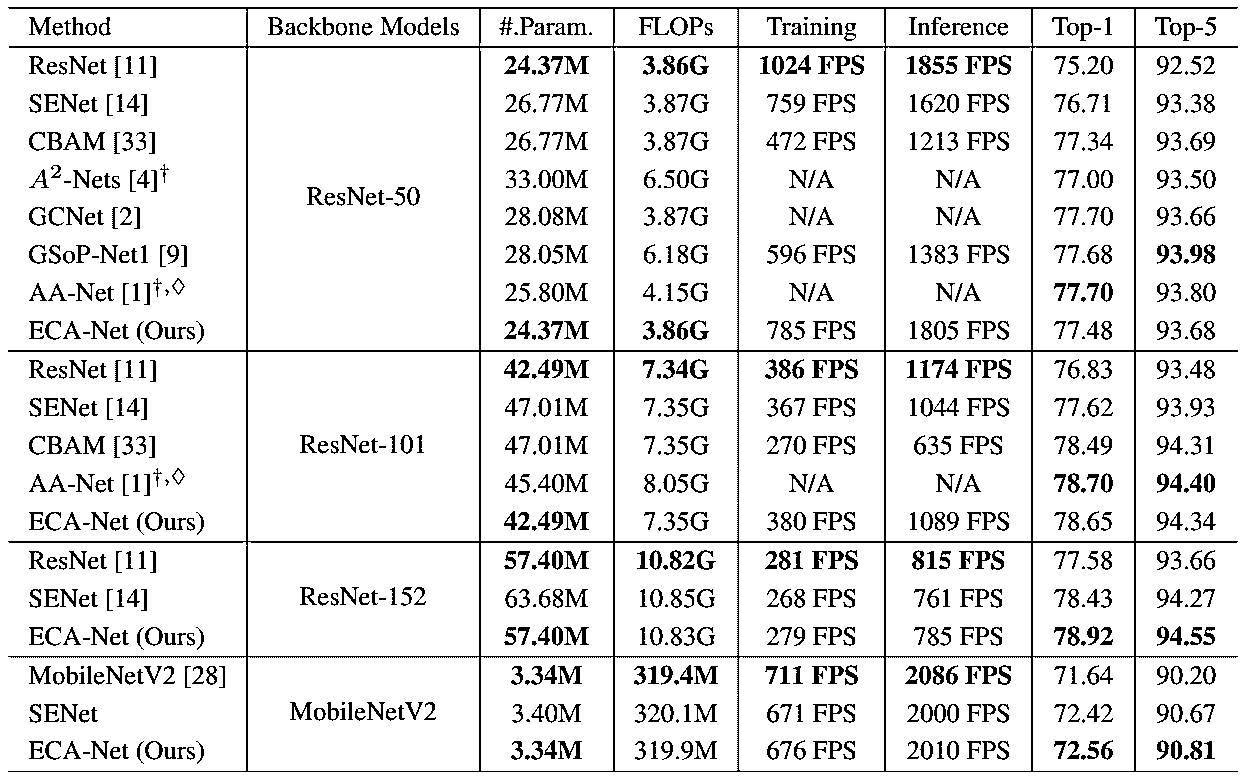 Method Backbone Models #.Param. FLOPs Training Inference Top-1 Top-5
ResNet [11] 24.37M 3.86G 1024 FPS 1855 FPS 75.20 92.52
SENet [14] 26.77M 3.87G 759 FPS 1620 FPS 76.71 93.38
CBAM [33] 26.77M 3.87G 472 FPS 1213 FPS 77.34 93.69
A²-Nets [4]† 33.00M 6.50G N/A N/A 77.00 93.50
ResNet-50
GCNet [2] 28.08M 3.87G N/A N/A 77.70 93.66
GSoP-Net1 [9] 28.05M 6.18G 596 FPS 1383 FPS 77.68 93.98
AA-Net [1]†,◊ 25.80M 4.15G N/A N/A 77.70 93.80
ECA-Net (Ours) 24.37M 3.86G 785 FPS 1805 FPS 77.48 93.68
ResNet [11] 42.49M 7.34G 386 FPS 1174 FPS 76.83 93.48
SENet [14] 47.01M 7.35G 367 FPS 1044 FPS 77.62 93.93
CBAM [33] ResNet-101 47.01M 7.35G 270 FPS 635 FPS 78.49 94.31
AA-Net [1]†,◊ 45.40M 8.05G N/A N/A 78.70 94.40
ECA-Net (Ours) 42.49M 7.35G 380 FPS 1089 FPS 78.65 94.34
ResNet [11] 57.40M 10.82G 281 FPS 815 FPS 77.58 93.66
SENet [14] ResNet-152 63.68M 10.85G 268 FPS 761 FPS 78.43 94.27
ECA-Net (Ours) 57.40M 10.83G 279 FPS 785 FPS 78.92 94.55
MobileNetV2 [28] 3.34M 319.4M 711 FPS 2086 FPS 71.64 90.20
SENet MobileNetV2 3.40M 320.1M 671 FPS 2000 FPS 72.42 90.67
ECA-Net (Ours) 3.34M 319.9M 676 FPS 2010 FPS 72.56 90.81